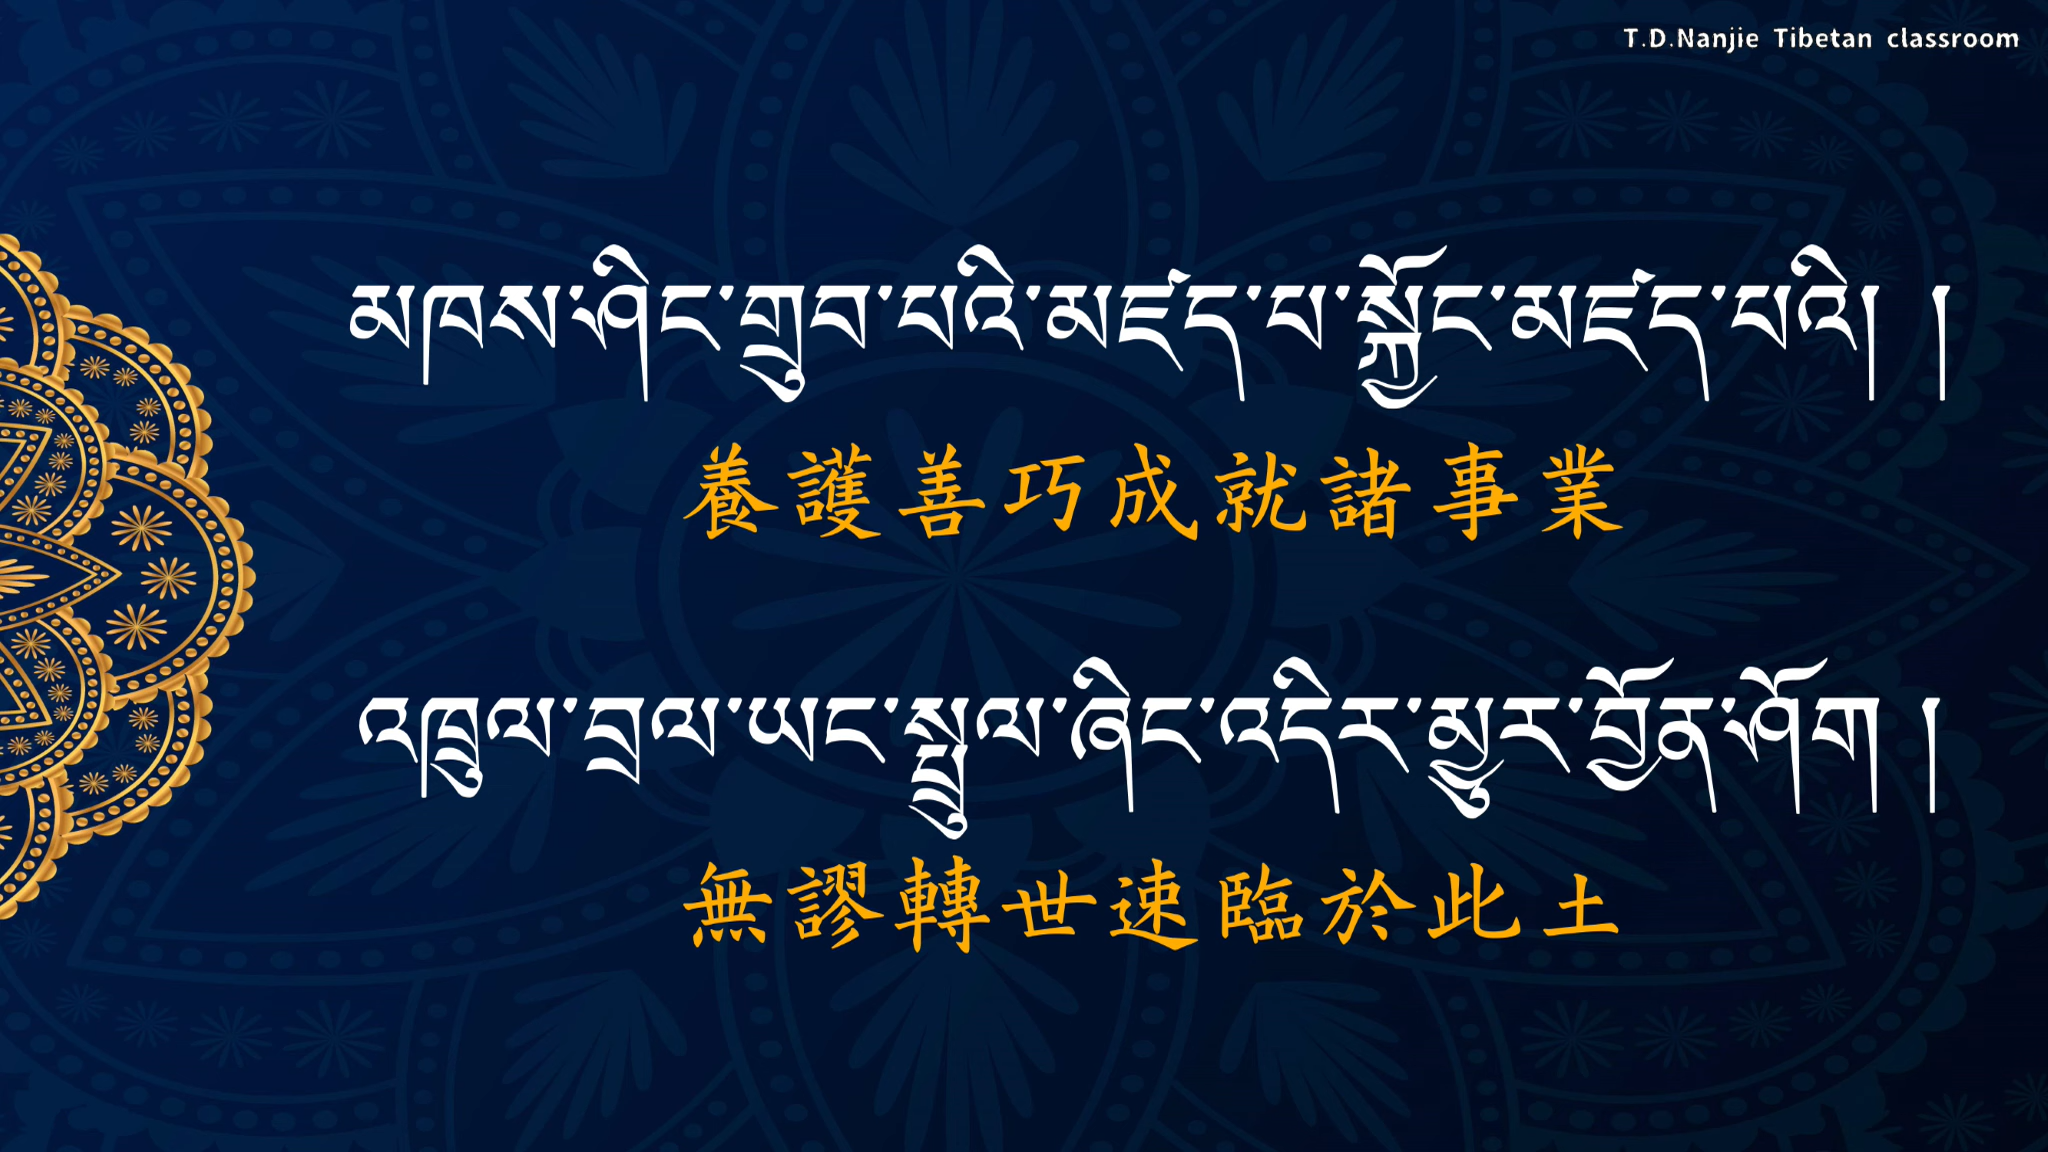 T.D.Nanjie Tibetan classroom
མཁས་ཤིང་གྲུབ་པའི་མཛད་པ་སྐྱོང་མཛད་པའི། །
養護善巧成就諸事業
འཁྲུལ་བྲལ་ཡང་སྤྲུལ་ཞིང་འདིར་མྱུར་བྱོན་ཤོག །
無謬轉世速臨於此土